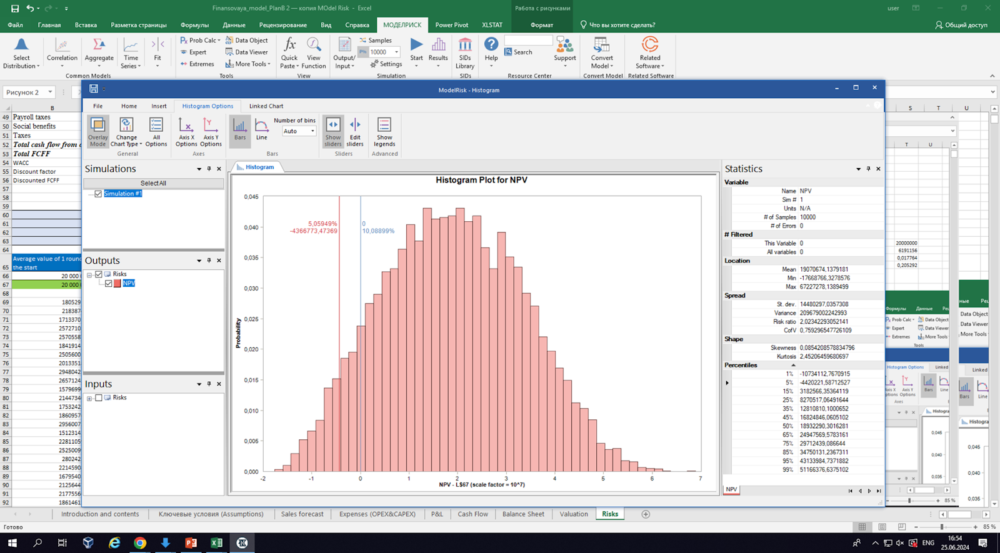 Finansovaya_model_PlanB 2 — копия MOdel Risk - Excel
Работа с рисунками
user
Файл Главная Вставка Разметка страницы Формулы Данные Рецензирование Вид Справка МОДЕЛРИСК Power Pivot XLSTAT Формат Что вы хотите сделать? Общий доступ
Select Distribution
Correlation
Aggregate
Time Series
Fit
Common Models
Prob Calc
Expert
Extremes
Data Object
Data Viewer
More Tools
Tools
Quick Paste
View Function
View
Output/ Input
Samples
10000
Settings
Start
Results
Simulation
SIDs Library
SIDs
Help
Search
Support
Resource Center
Convert Model
Convert Model
Related Software
Related Software
Рисунок 2
ModelRisk - Histogram
File Home Insert Histogram Options Linked Chart
Overlay Mode
Change Chart Type
All Options
General
Axis X Options
Axis Y Options
Axes
Bars
Line
Number of bins
Auto
Bars
Show sliders
Edit sliders
Sliders
Show legends
Advanced
B
49 Payroll taxes
50 Social benefits
51 Taxes
52 Total cash flow from
53 Total FCFF
54 WACC
55 Discount factor
56 Discounted FCFF
57
58
59
60
61
62
63
64
65 Average value of 1 round the start
66 20 000
67 20 000
68
69 180529
70 218387
71 1713370
72 2572710
73 2570558
74 1841914
75 2505600
76 2013351
77 2948042
78 2657124
79 1579699
80 2144734
81 1753242
82 1860957
83 2956007
84 1512314
85 2281105
86 2525009
87 280242
88 2214590
89 1679540
90 2125644
91 2177556
92 1861461
Simulations
Select All
Simulation #1
Outputs
Risks
NPV
Inputs
Risks
Histogram
Histogram Plot for NPV
0,045
0,040
0,035
0,030
0,025
0,020
0,015
0,010
0,005
0,000
Probability
5,05949%
-4366773,47369
0
10,08899%
-2 -1 0 1 2 3 4 5 6 7
NPV - L$67 (scale factor = 10^7)
Statistics
Variable
Name NPV
Sim # 1
Units N/A
# of Samples 10000
# of Errors 0
# Filtered
This Variable 0
All variables 0
Location
Mean 19070674,1379181
Min -17668766,3278576
Max 67227278,1389499
Spread
St. dev. 14480297,0357308
Variance 209679002242993
Risk ratio 2,02342293052141
CofV 0,759296547726109
Shape
Skewness 0,0854208578834796
Kurtosis 2,45206459680697
Percentiles
1% -10734112,7670915
5% -4420221,58712527
15% 3182566,35364119
25% 8270517,06491644
35% 12810810,1000652
45% 16824846,0605102
50% 18932290,3016281
65% 24947569,5783161
75% 29712439,086644
85% 34750131,2367311
95% 43133984,7371882
99% 51166376,6375102
NPV
S T U
T U
20000000
6191156
0,017764
0,205292
Формулы Данные
Prob Calc Data Object
Expert Data Viewer
Extremes More Tools
Tools
Data Object
Data Viewer
More Tools
Histogram Options Linked
Linked
Axis X Options
Axis Y Options
Axes
Bars
Line
Bars
Line
Histogram
0,045
0,040
0,035
0,045
0,040
0,035
85 %
Introduction and contents Ключевые условия (Assumptions) Sales forecast Expenses (OPEX&CAPEX) P&L Cash Flow Balance Sheet Valuation Risks
Готово
85 %
ENG
16:54
25.06.2024